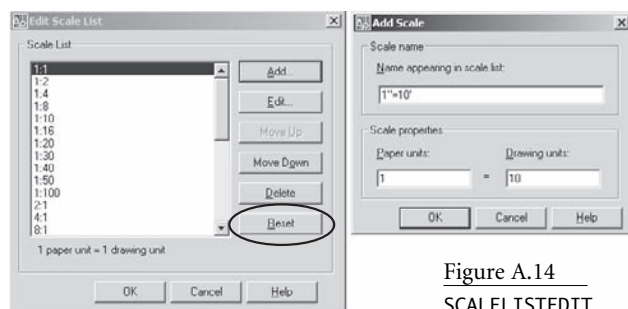 Edit Scale List
Scale List
1:1
1:2
1:4
1:8
1:10
1:16
1:20
1:30
1:40
1:50
1:100
2:1
4:1
8:1
Add...
Edit...
Move Up
Move Down
Delete
Reset
1 paper unit = 1 drawing unit
OK Cancel Help
Add Scale
Scale name
Name appearing in scale list:
1"=10'
Scale properties
Paper units: Drawing units:
1 = 10
OK Cancel Help
Figure A.14
SCALELISTEDIT